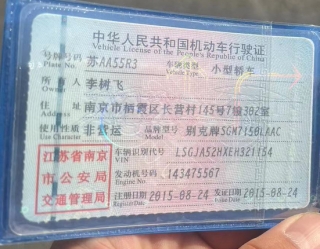 中华人民共和国机动车行驶证
Vehicle License of the People's Republic of China
号牌号码 Plate No. 苏AA55R3 车辆类型 Vehicle Type 小型轿车
所有人 Owner 李树飞
住址 Address 南京市栖霞区长营村145号7幢302室
使用性质 Use Character 非营运 品牌型号 Model 别克牌SGM7150LAAC
江苏省南京市公安局交通管理局
车辆识别代号 VIN LSGJA52HXEH321154
发动机号码 Engine No. 143475567
注册日期 Register Date 2015-08-24 发证日期 Issue Date 2015-08-24